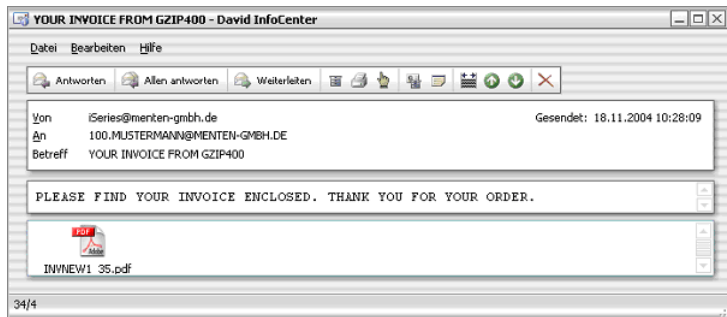 YOUR INVOICE FROM GZIP400 - David InfoCenter
Datei Bearbeiten Hilfe
Antworten Allen antworten Weiterleiten
Von iSeries@menten-gmbh.de Gesendet: 18.11.2004 10:28:09
An 100.MUSTERMANN@MENTEN-GMBH.DE
Betreff YOUR INVOICE FROM GZIP400
PLEASE FIND YOUR INVOICE ENCLOSED. THANK YOU FOR YOUR ORDER.
PDF
Adobe
INVNEW1 35.pdf
34/4